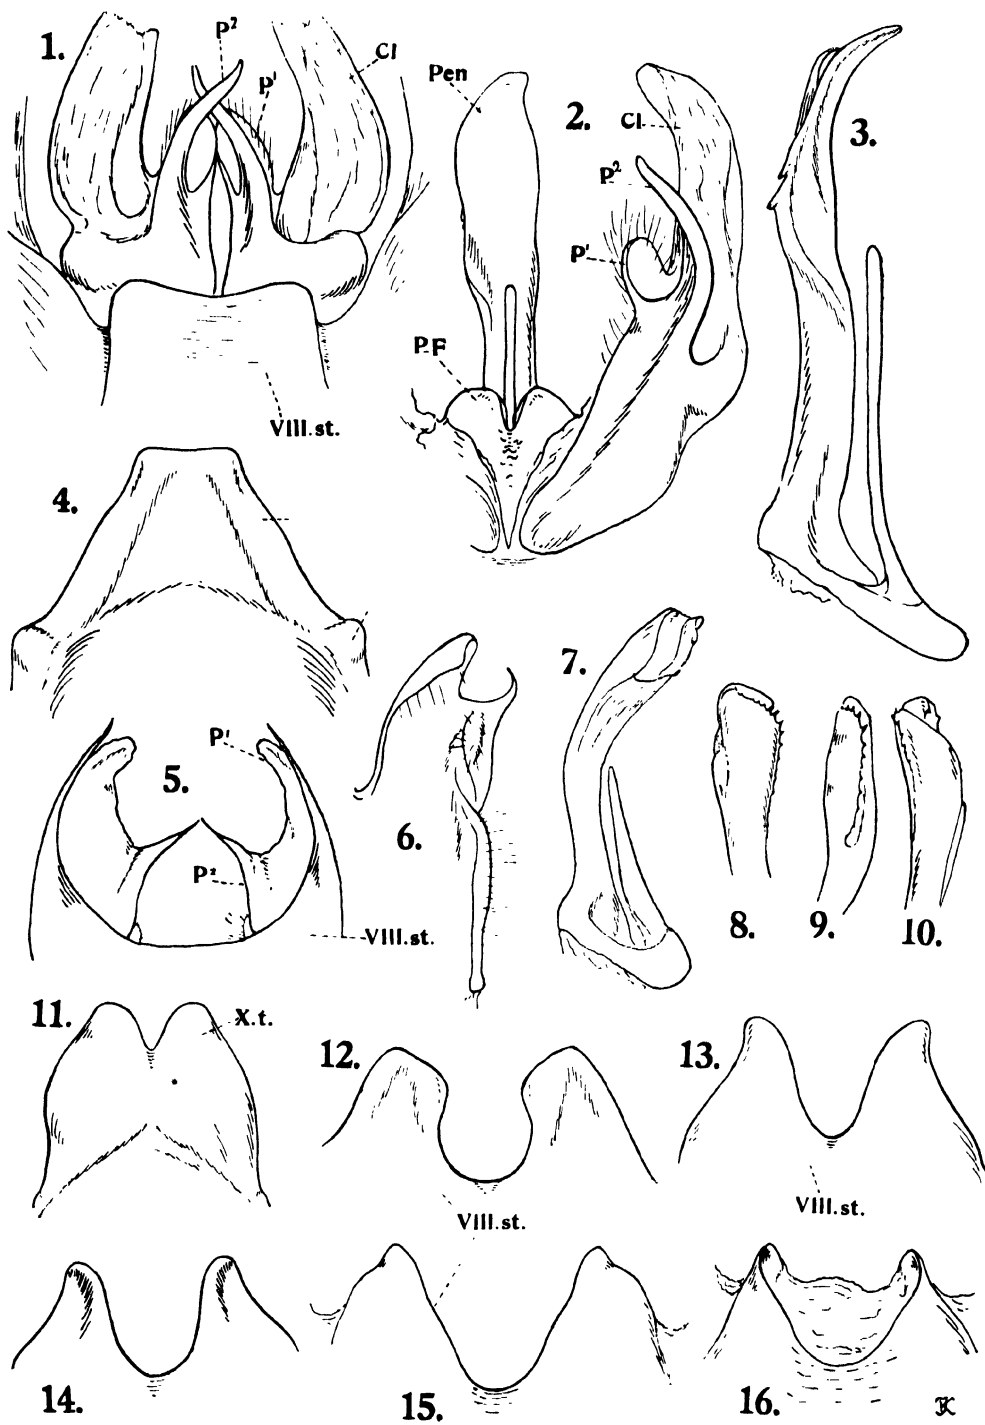 1.
P²
P¹
Cl
VIII.st.
Pen
P.F
2.
Cl
P²
P¹
3.
4.
5.
P¹
P²
VIII.st.
6.
7.
8.
9.
10.
11.
X.t.
12.
13.
VIII.st.
VIII.st.
14.
15.
16.